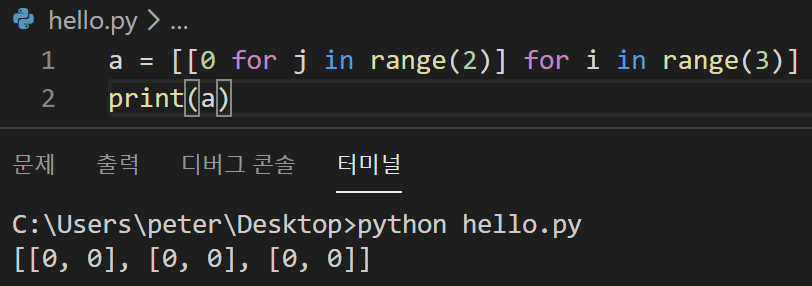 hello.py > ...
1 a = [[0 for j in range(2)] for i in range(3)]
2 print(a)
문제 출력 디버그 콘솔 터미널
C:\Users\peter\Desktop>python hello.py
[[0, 0], [0, 0], [0, 0]]